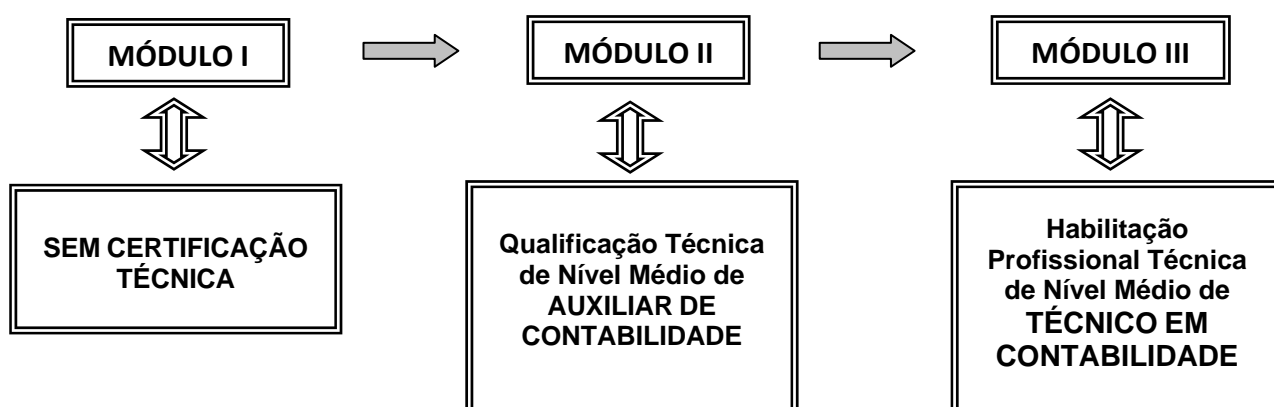 MÓDULO I
MÓDULO II
MÓDULO III
SEM CERTIFICAÇÃO
TÉCNICA
Qualificação Técnica
de Nível Médio de
AUXILIAR DE
CONTABILIDADE
Habilitação
Profissional Técnica
de Nível Médio de
TÉCNICO EM
CONTABILIDADE